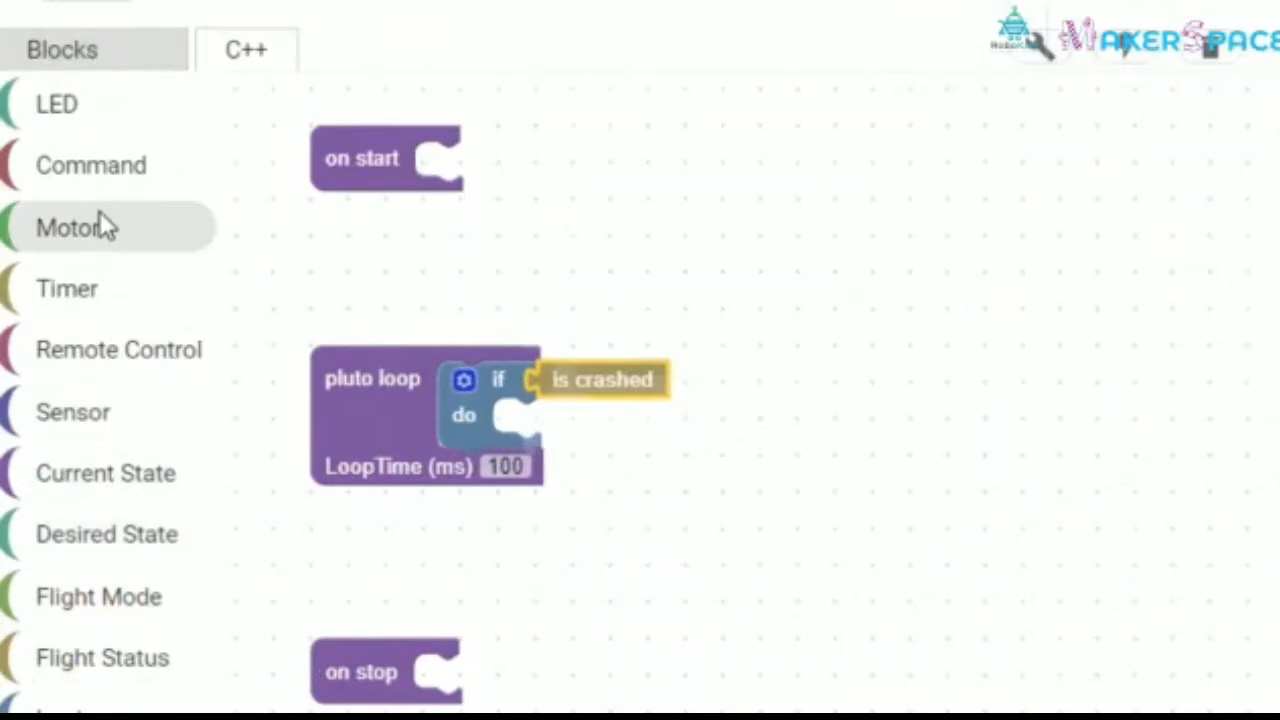 Blocks
C++
MAKERSPACE
LED
Command
Motor
Timer
Remote Control
Sensor
Current State
Desired State
Flight Mode
Flight Status
on start
pluto loop
if
is crashed
do
LoopTime (ms) 100
on stop